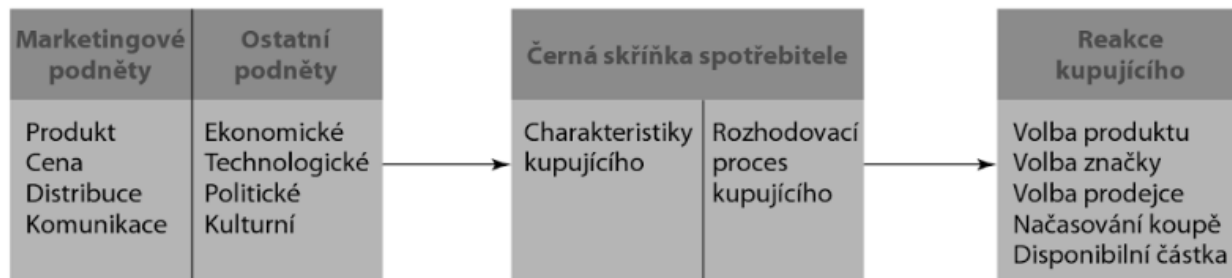 Marketingové
podněty
Ostatní
podněty
Černá skříňka spotřebitele
Reakce
kupujícího
Produkt
Cena
Distribuce
Komunikace
Ekonomické
Technologické
Politické
Kulturní
Charakteristiky
kupujícího
Rozhodovací
proces
kupujícího
Volba produktu
Volba značky
Volba prodejce
Načasování koupě
Disponibilní částka